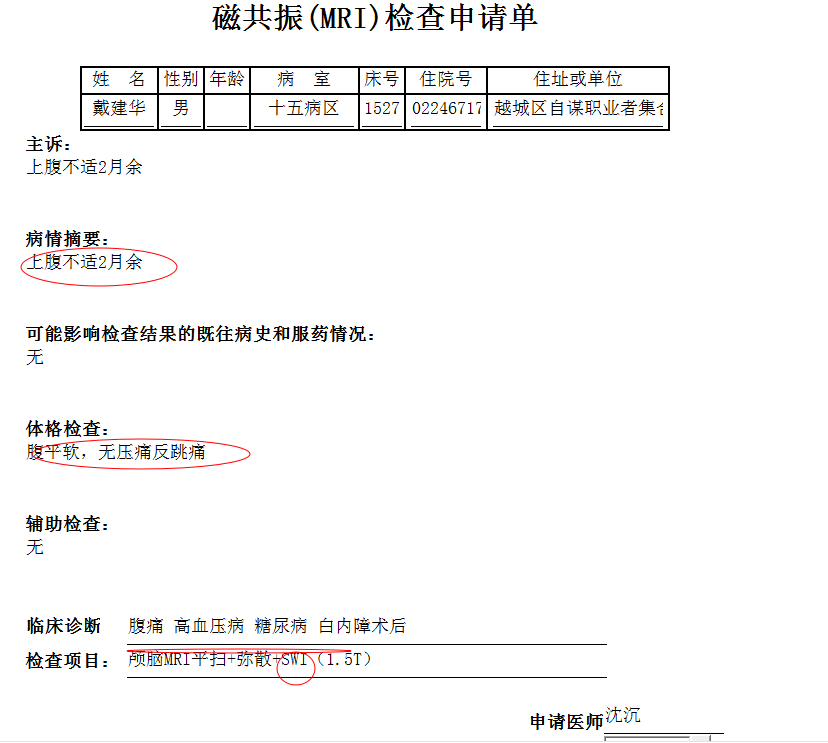 磁共振(MRI)检查申请单
姓 名 性别 年龄 病 室 床号 住院号 住址或单位
戴建华 男 十五病区 1527 02246717 越城区自谋职业者集
主诉：
上腹不适2月余
病情摘要：
上腹不适2月余
可能影响检查结果的既往病史和服药情况：
无
体格检查：
腹平软，无压痛反跳痛
辅助检查：
无
临床诊断 腹痛 高血压病 糖尿病 白内障术后
检查项目： 颅脑MRI平扫+弥散+SWI（1.5T）
申请医师 沈沉